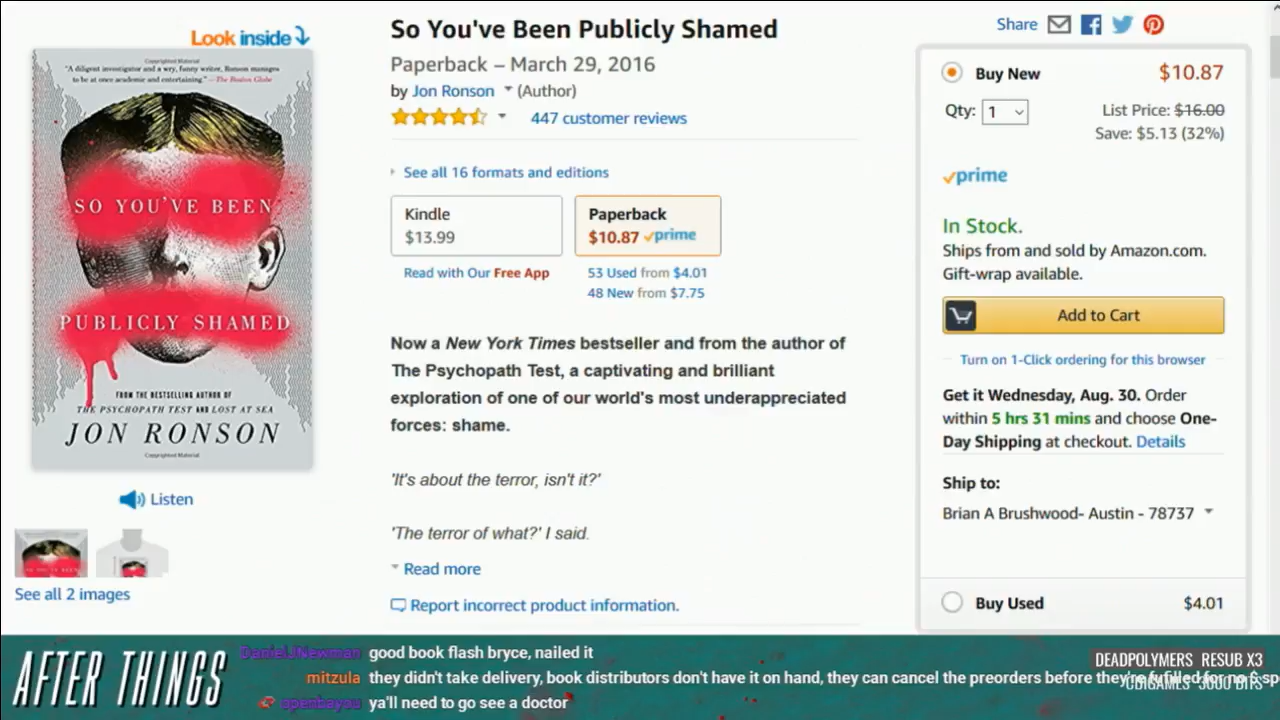 Look inside
Copyrighted Material
"A diligent investigator and a wry, funny writer, Ronson manages
to be at once academic and entertaining." —The Boston Globe
SO YOU'VE BEEN
PUBLICLY SHAMED
FROM THE BESTSELLING AUTHOR OF
THE PSYCHOPATH TEST AND LOST AT SEA
JON RONSON
Copyrighted Material
Listen
See all 2 images
So You've Been Publicly Shamed
Paperback – March 29, 2016
by Jon Ronson (Author)
447 customer reviews
See all 16 formats and editions
Kindle
$13.99
Paperback
$10.87 prime
Read with Our Free App
53 Used from $4.01
48 New from $7.75
Now a New York Times bestseller and from the author of
The Psychopath Test, a captivating and brilliant
exploration of one of our world's most underappreciated
forces: shame.
'It's about the terror, isn't it?'
'The terror of what?' I said.
Read more
Report incorrect product information.
Share
Buy New $10.87
Qty: 1 List Price: $16.00
Save: $5.13 (32%)
prime
In Stock.
Ships from and sold by Amazon.com.
Gift-wrap available.
Add to Cart
Turn on 1-Click ordering for this browser
Get it Wednesday, Aug. 30. Order
within 5 hrs 31 mins and choose One-
Day Shipping at checkout. Details
Ship to:
Brian A Brushwood- Austin - 78737
Buy Used $4.01
AFTER THINGS
DanielJNewman good book flash bryce, nailed it
mitzula they didn't take delivery, book distributors don't have it on hand, they can cancel the preorders before they're fulfilled for no
openbayou ya'll need to go see a doctor
DEADPOLYMERS RESUB X3
CDIGAMES 3000 BITS